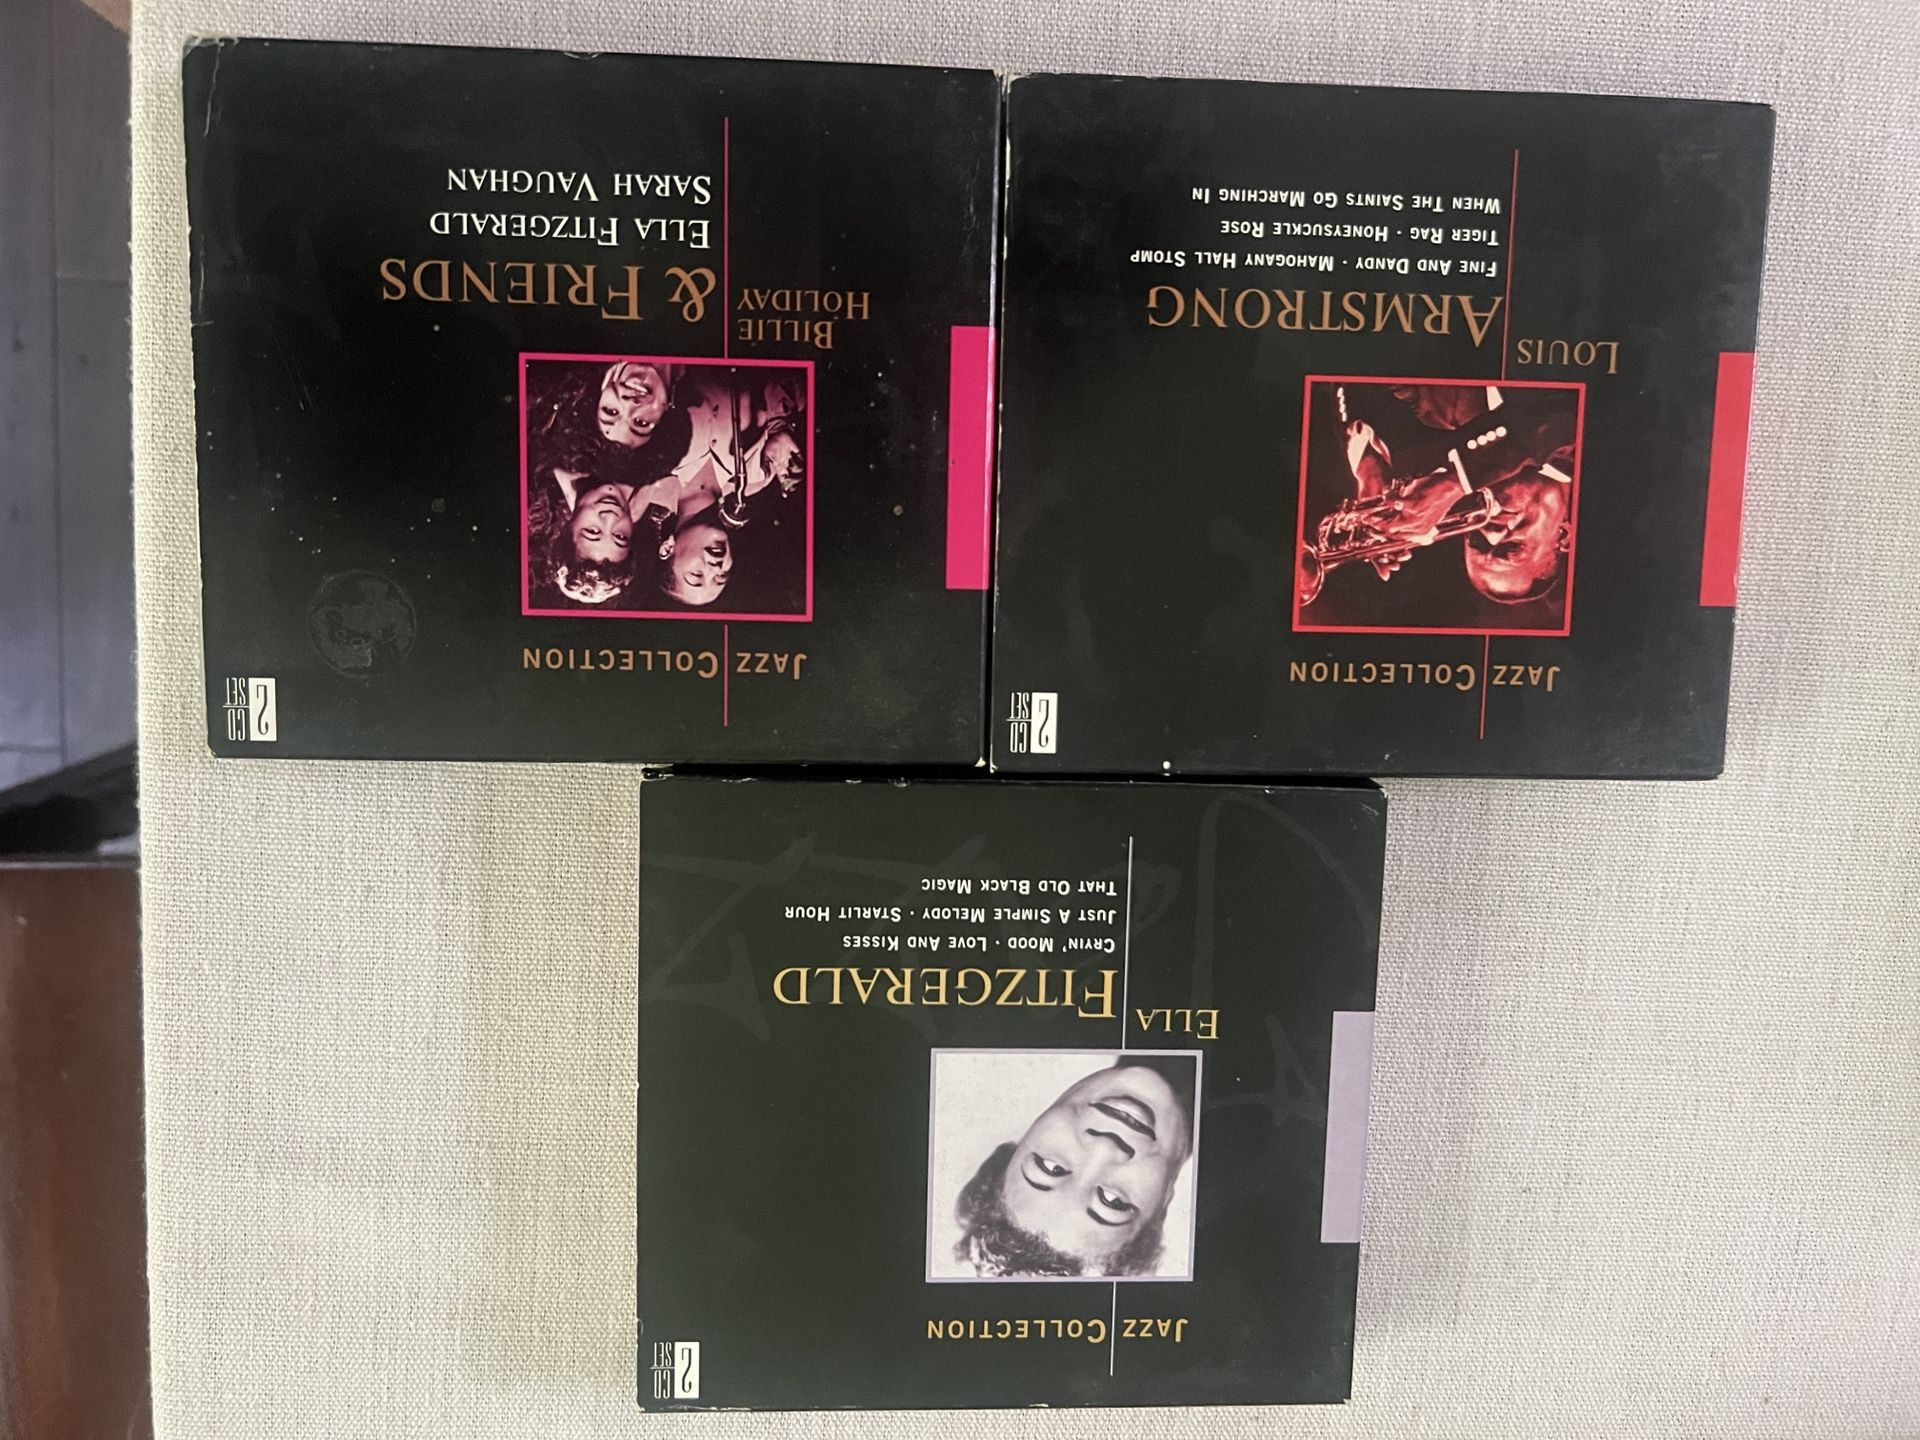 JAZZ COLLECTION
ELLA
FITZGERALD
CRYIN' MOOD · LOVE AND KISSES
JUST A SIMPLE MELODY · STARLIT HOUR
THAT OLD BLACK MAGIC
2 CD SET
Jazz
JAZZ COLLECTION
LOUIS
ARMSTRONG
FINE AND DANDY · MAHOGANY HALL STOMP
TIGER RAG · HONEYSUCKLE ROSE
WHEN THE SAINTS GO MARCHING IN
2 CD SET
JAZZ COLLECTION
BILLIE
HOLIDAY
& FRIENDS
ELLA FITZGERALD
SARAH VAUGHAN
2 CD SET